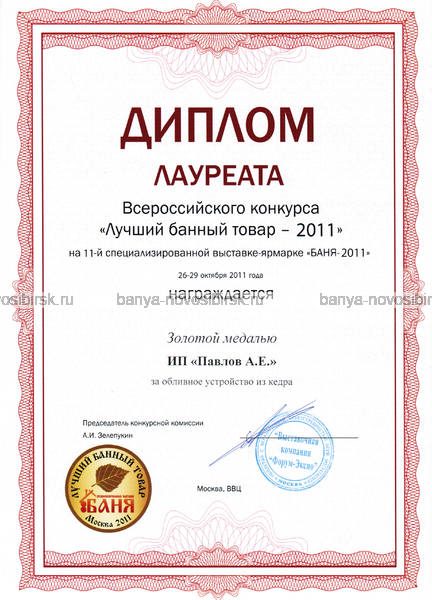 ДИПЛОМ
ЛАУРЕАТА
Всероссийского конкурса
«Лучший банный товар – 2011»
на 11-й специализированной выставке-ярмарке «БАНЯ-2011»
26-29 октября 2011 года
награждается
banya-novosibirsk.ru
banya-novosibirsk.ru
Золотой медалью
ИП «Павлов А.Е.»
за обливное устройство из кедра
Председатель конкурсной комиссии
А.И. Зелепукин
"Выставочная
компания
"Форум-Экспо"
МОСКВА
ЛУЧШИЙ БАННЫЙ ТОВАР
БАНЯ
Москва 2011
Москва, ВВЦ